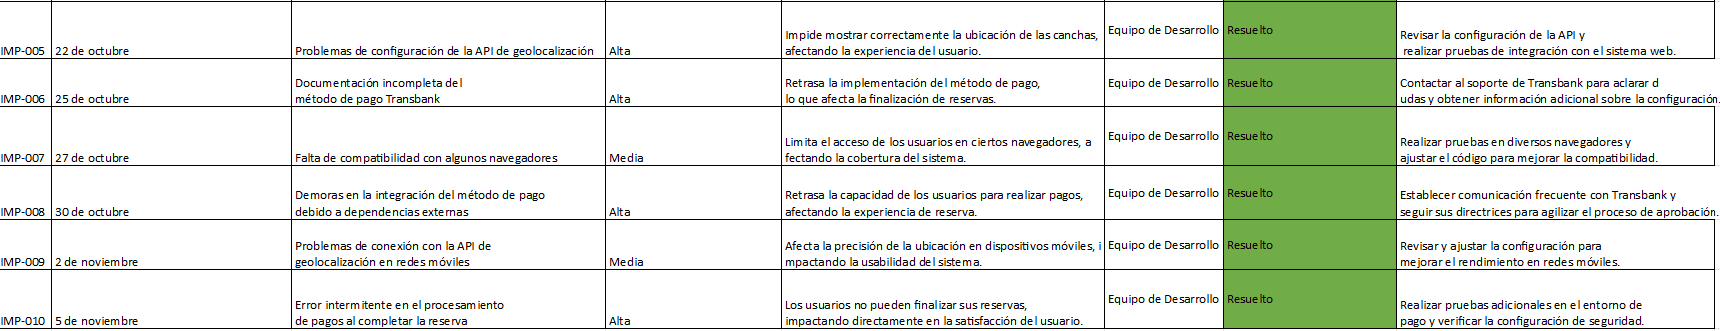 IMP-005 22 de octubre Problemas de configuración de la API de geolocalización Alta
Impide mostrar correctamente la ubicación de las canchas,
afectando la experiencia del usuario.
Equipo de Desarrollo Resuelto
Revisar la configuración de la API y
realizar pruebas de integración con el sistema web.
IMP-006 25 de octubre
Documentación incompleta del
método de pago Transbank
Alta
Retrasa la implementación del método de pago,
lo que afecta la finalización de reservas.
Equipo de Desarrollo Resuelto
Contactar al soporte de Transbank para aclarar d
udas y obtener información adicional sobre la configuración.
IMP-007 27 de octubre Falta de compatibilidad con algunos navegadores Media
Limita el acceso de los usuarios en ciertos navegadores, a
fectando la cobertura del sistema.
Equipo de Desarrollo Resuelto
Realizar pruebas en diversos navegadores y
ajustar el código para mejorar la compatibilidad.
IMP-008 30 de octubre
Demoras en la integración del método de pago
debido a dependencias externas
Alta
Retrasa la capacidad de los usuarios para realizar pagos,
afectando la experiencia de reserva.
Equipo de Desarrollo Resuelto
Establecer comunicación frecuente con Transbank y
seguir sus directrices para agilizar el proceso de aprobación.
IMP-009 2 de noviembre
Problemas de conexión con la API de
geolocalización en redes móviles
Media
Afecta la precisión de la ubicación en dispositivos móviles, i
mpactando la usabilidad del sistema.
Equipo de Desarrollo Resuelto
Revisar y ajustar la configuración para
mejorar el rendimiento en redes móviles.
IMP-010 5 de noviembre
Error intermitente en el procesamiento
de pagos al completar la reserva
Alta
Los usuarios no pueden finalizar sus reservas,
impactando directamente en la satisfacción del usuario.
Equipo de Desarrollo Resuelto
Realizar pruebas adicionales en el entorno de
pago y verificar la configuración de seguridad.